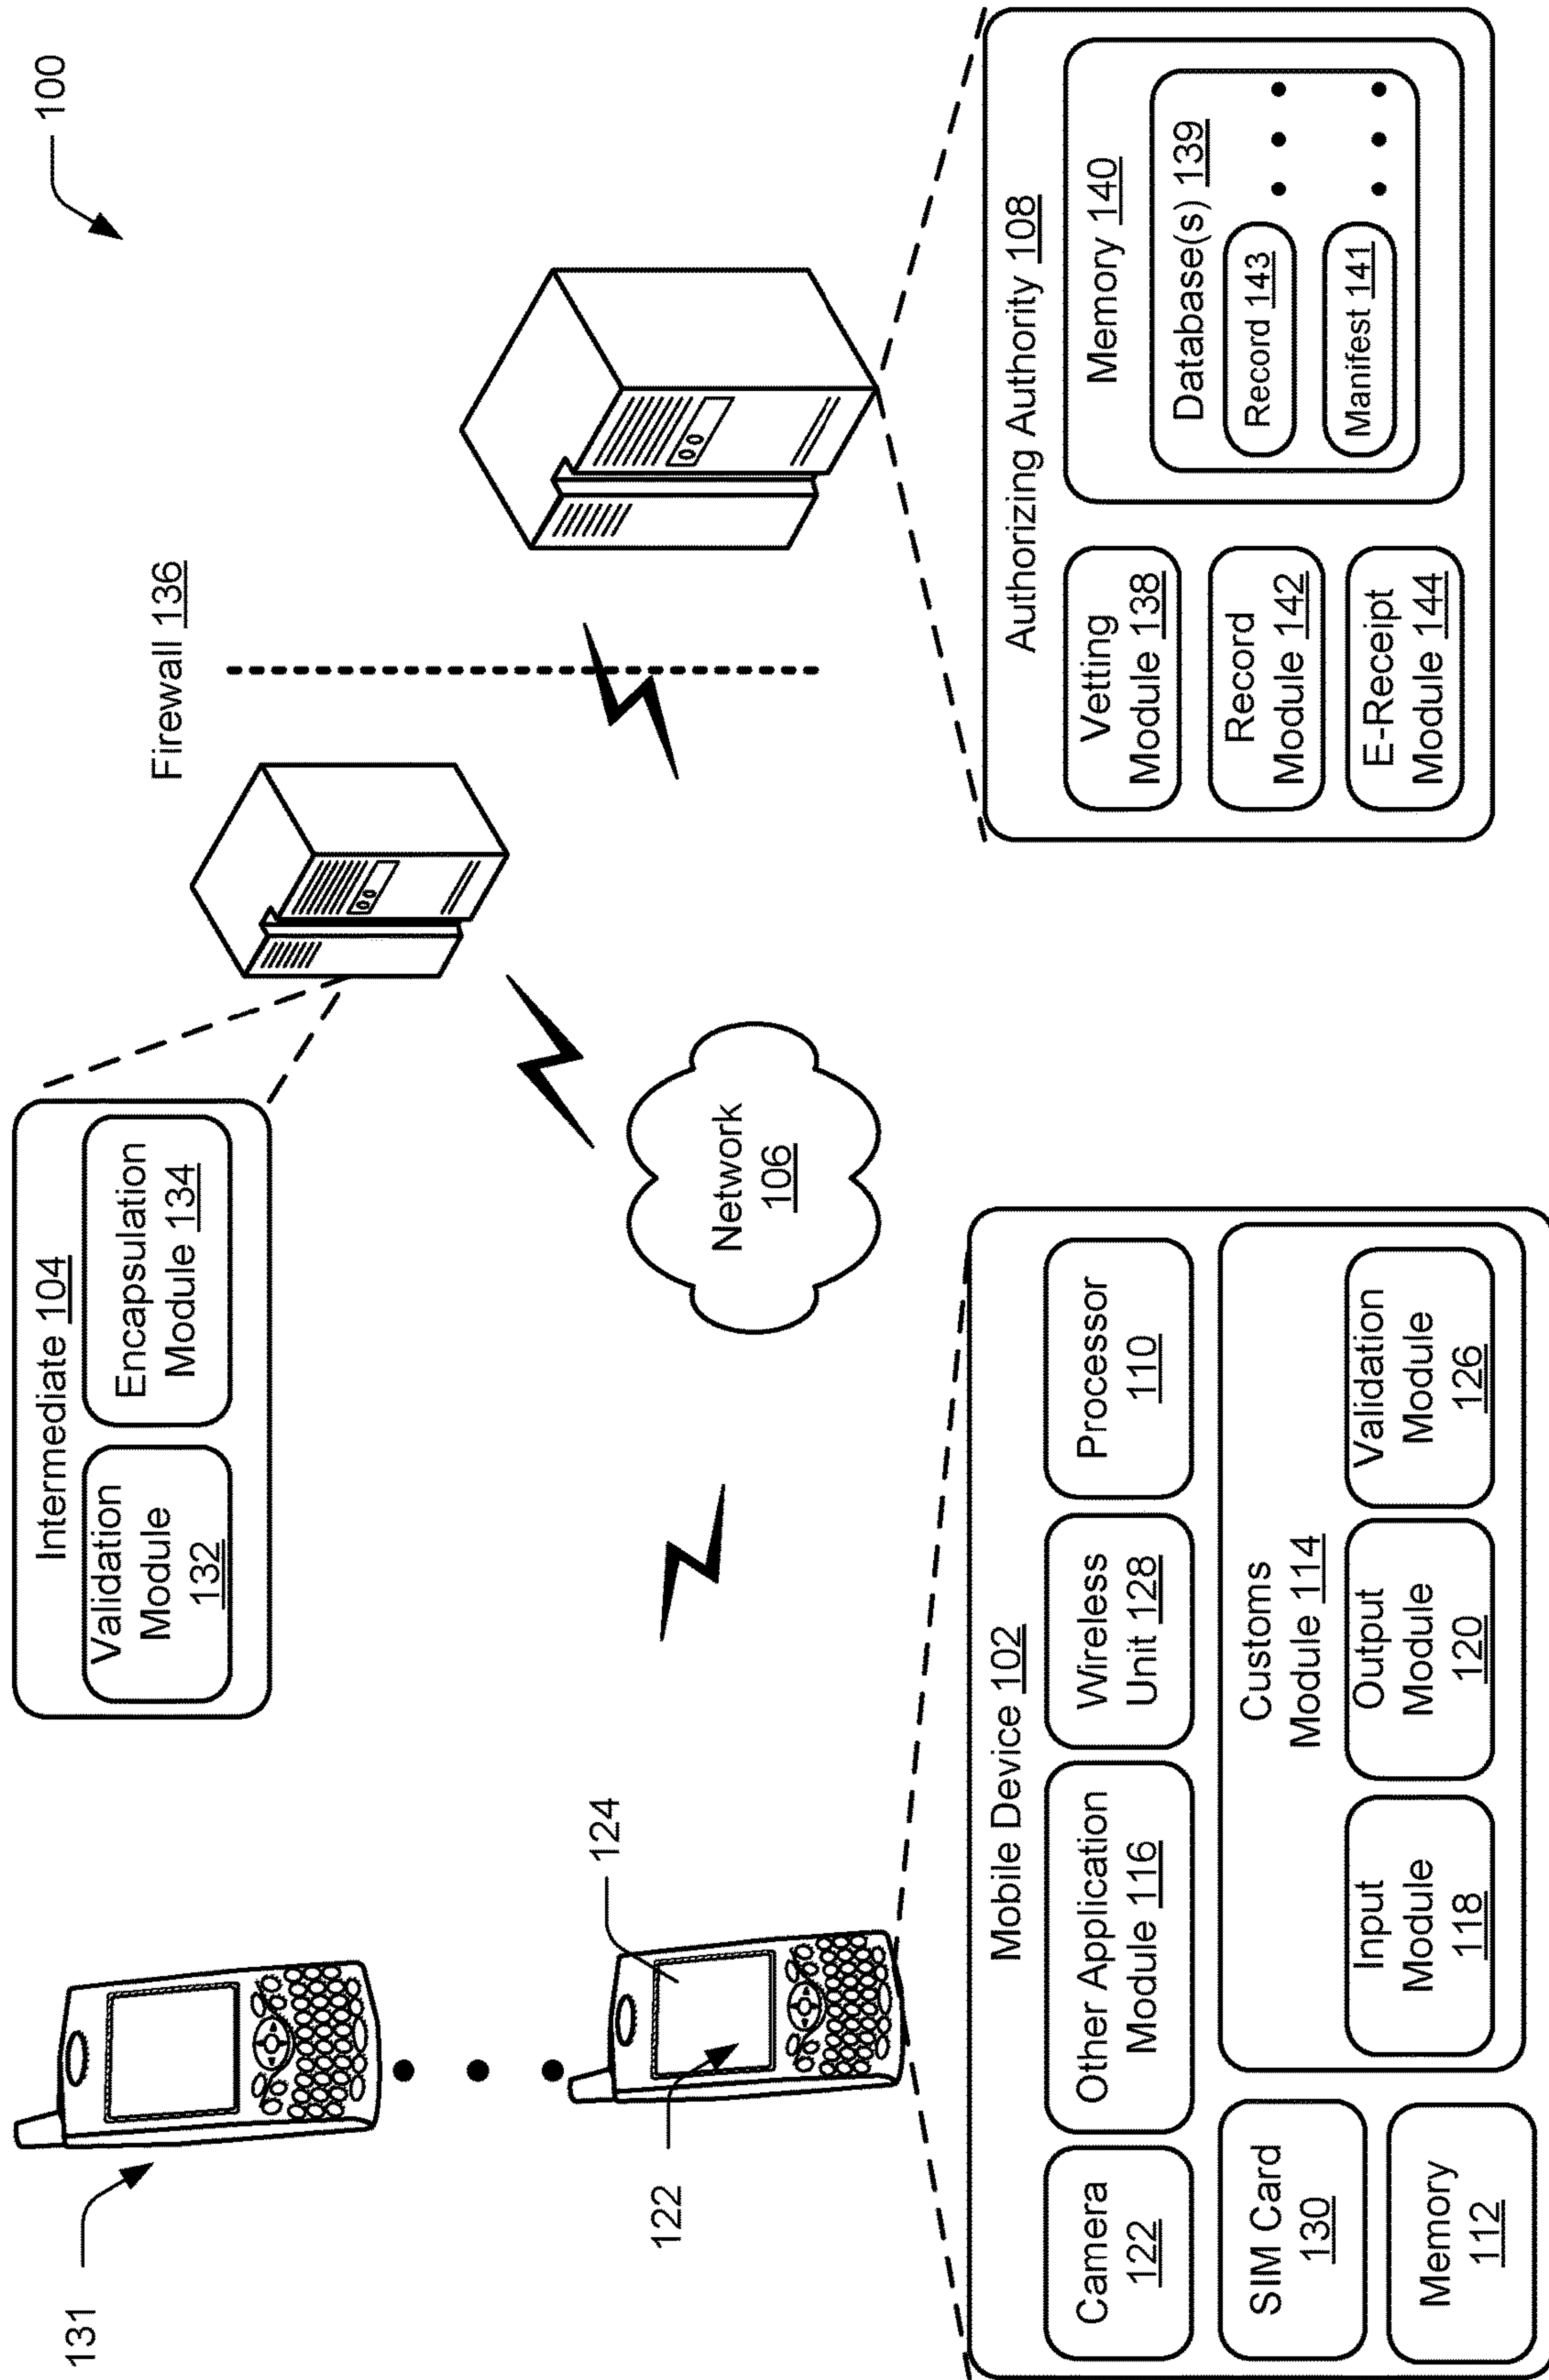 100
131
122
124
Intermediate 104
Validation
Module
132
Encapsulation
Module 134
Firewall 136
Network
106
Mobile Device 102
Camera
122
Other Application
Module 116
Wireless
Unit 128
Processor
110
SIM Card
130
Memory
112
Customs
Module 114
Input
Module
118
Output
Module
120
Validation
Module
126
Authorizing Authority 108
Vetting
Module 138
Record
Module 142
E-Receipt
Module 144
Memory 140
Database(s) 139
Record 143
Manifest 141